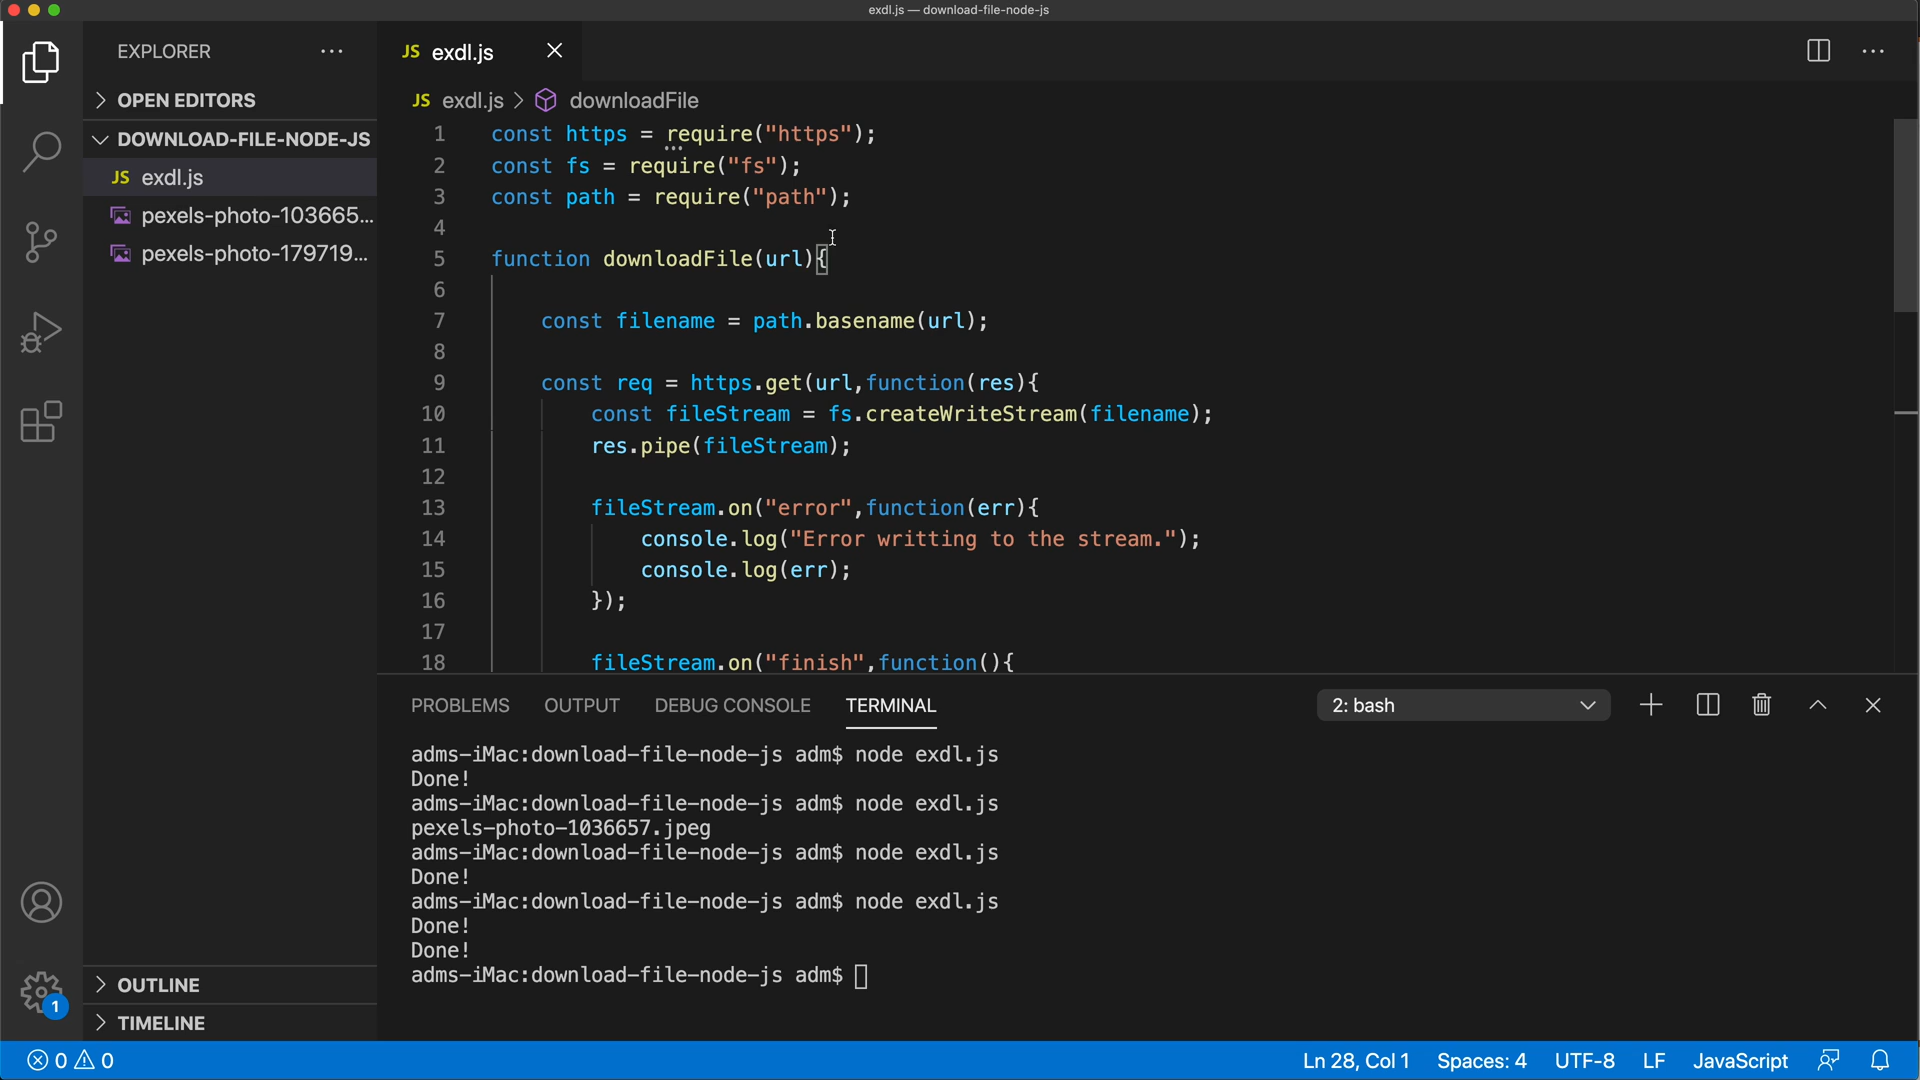 exdl.js — download-file-node-js
EXPLORER
JS exdl.js
OPEN EDITORS
JS exdl.js > downloadFile
DOWNLOAD-FILE-NODE-JS
JS exdl.js
pexels-photo-103665...
pexels-photo-179719...
1 const https = require("https");
2 const fs = require("fs");
3 const path = require("path");
4
5 function downloadFile(url){
6
7 const filename = path.basename(url);
8
9 const req = https.get(url,function(res){
10 const fileStream = fs.createWriteStream(filename);
11 res.pipe(fileStream);
12
13 fileStream.on("error",function(err){
14 console.log("Error writting to the stream.");
15 console.log(err);
16 });
17
18 fileStream.on("finish",function(){
PROBLEMS OUTPUT DEBUG CONSOLE TERMINAL 2: bash
adms-iMac:download-file-node-js adm$ node exdl.js
Done!
adms-iMac:download-file-node-js adm$ node exdl.js
pexels-photo-1036657.jpeg
adms-iMac:download-file-node-js adm$ node exdl.js
Done!
adms-iMac:download-file-node-js adm$ node exdl.js
Done!
Done!
adms-iMac:download-file-node-js adm$
OUTLINE
1
TIMELINE
0 0 Ln 28, Col 1 Spaces: 4 UTF-8 LF JavaScript